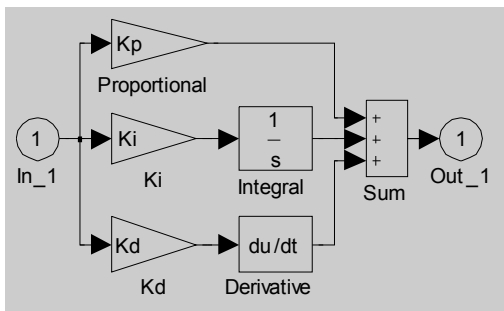 Kp
Proportional
1
In_1
Ki
Ki
1
s
Integral
+
+
+
Sum
1
Out_1
Kd
Kd
du/dt
Derivative